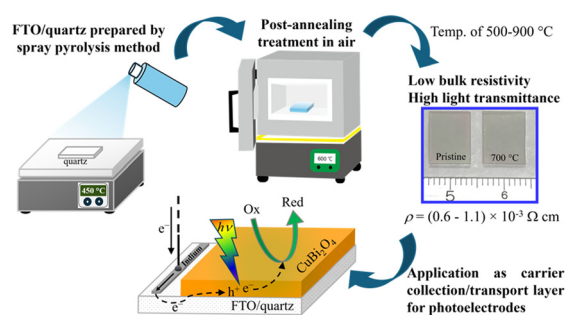 FTO/quartz prepared by
spray pyrolysis method
Post-annealing
treatment in air
Temp. of 500-900 °C
Low bulk resistivity
High light transmittance
quartz
450 °C
600 °C
Pristine
700 °C
5
6
ρ = (0.6 - 1.1) × 10⁻³ Ω cm
e⁻
Indium
hν
Ox
Red
CuBi₂O₄
h⁺ e⁻
e⁻
FTO/quartz
Application as carrier
collection/transport layer
for photoelectrodes